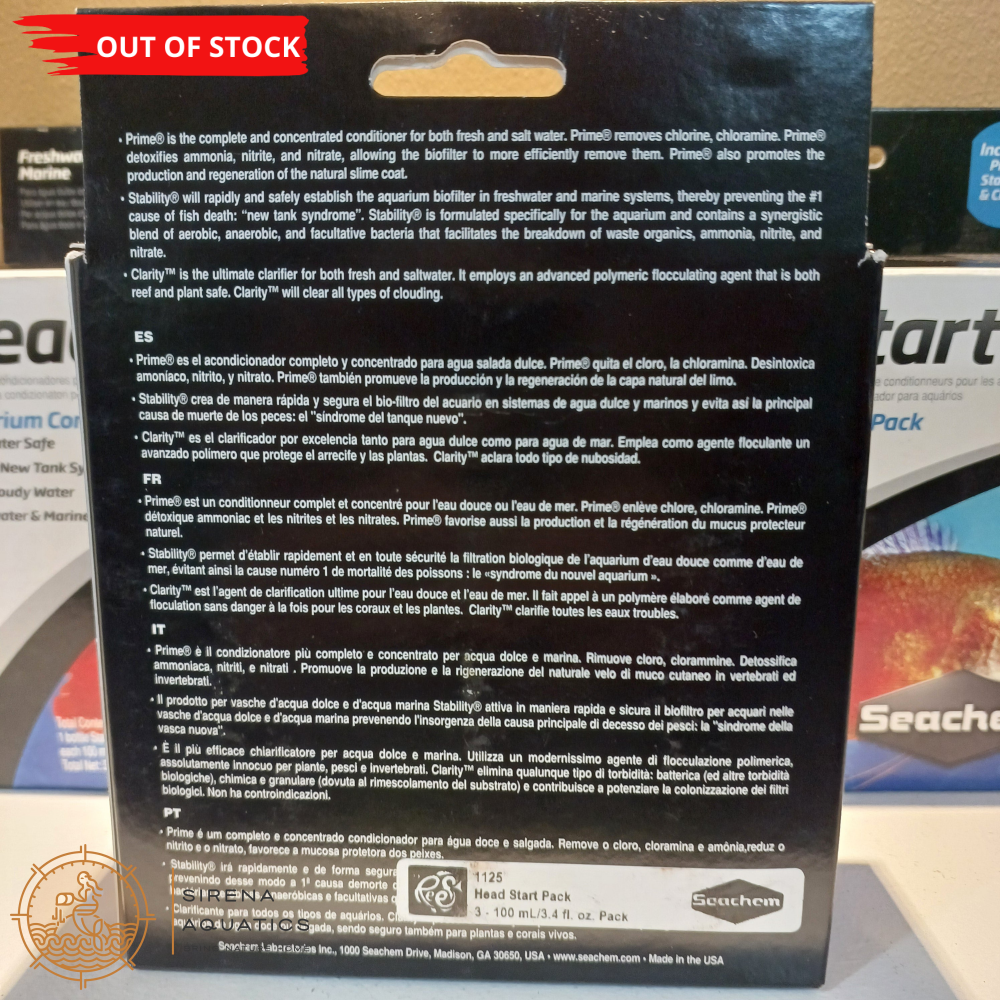 OUT OF STOCK
• Prime® is the complete and concentrated conditioner for both fresh and salt water. Prime® removes chlorine, chloramine. Prime®
detoxifies ammonia, nitrite, and nitrate, allowing the biofilter to more efficiently remove them. Prime® also promotes the
production and regeneration of the natural slime coat.
• Stability® will rapidly and safely establish the aquarium biofilter in freshwater and marine systems, thereby preventing the #1
cause of fish death: "new tank syndrome". Stability® is formulated specifically for the aquarium and contains a synergistic
blend of aerobic, anaerobic, and facultative bacteria that facilitates the breakdown of waste organics, ammonia, nitrite, and
nitrate.
• Clarity™ is the ultimate clarifier for both fresh and saltwater. It employs an advanced polymeric flocculating agent that is both
reef and plant safe. Clarity™ will clear all types of clouding.
ES
• Prime® es el acondicionador completo y concentrado para agua salada dulce. Prime® quita el cloro, la chloramina. Desintoxica
amoníaco, nitrito, y nitrato. Prime® también promueve la producción y la regeneración de la capa natural del limo.
• Stability® crea de manera rápida y segura el bio-filtro del acuario en sistemas de agua dulce y marinos y evita así la principal
causa de muerte de los peces: el "síndrome del tanque nuevo".
• Clarity™ es el clarificador por excelencia tanto para agua dulce como para agua de mar. Emplea como agente floculante un
avanzado polímero que protege el arrecife y las plantas. Clarity™ aclara todo tipo de nubosidad.
FR
• Prime® est un conditionneur complet et concentré pour l'eau douce ou l'eau de mer. Prime® enlève chlore, chloramine. Prime®
détoxique ammoniac et les nitrites et les nitrates. Prime® favorise aussi la production et la régénération du mucus protecteur
naturel.
• Stability® permet d'établir rapidement et en toute sécurité la filtration biologique de l'aquarium d'eau douce comme d'eau de
mer, évitant ainsi la cause numéro 1 de mortalité des poissons : le «syndrome du nouvel aquarium ».
• Clarity™ est l'agent de clarification ultime pour l'eau douce et l'eau de mer. Il fait appel à un polymère élaboré comme agent de
floculation sans danger à la fois pour les coraux et les plantes. Clarity™ clarifie toutes les eaux troubles.
IT
• Prime® è il condizionatore più completo e concentrato per acqua dolce e marina. Rimuove cloro, clorammine. Detossifica
ammoniaca, nitriti, e nitrati . Promuove la produzione e la rigenerazione del naturale velo di muco cutaneo in vertebrati ed
invertebrati.
• Il prodotto per vasche d'acqua dolce e d'acqua marina Stability® attiva in maniera rapida e sicura il biofiltro per acquari nelle
vasche d'acqua dolce e d'acqua marina prevenendo l'insorgenza della causa principale di decesso dei pesci: la "sindrome della
vasca nuova".
• È il più efficace chiarificatore per acqua dolce e marina. Utilizza un modernissimo agente di flocculazione polimerica,
assolutamente innocuo per piante, pesci e invertebrati. Clarity™ elimina qualunque tipo di torbidità: batterica (ed altre torbidità
biologiche), chimica e granulare (dovuta al rimescolamento del substrato) e contribuisce a potenziare la colonizzazione dei filtri
biologici. Non ha controindicazioni.
PT
• Prime é um completo e concentrado condicionador para água doce e salgada. Remove o cloro, cloramina e amônia,reduz o
nitrito e o nitrato, favorece a mucosa protetora dos peixes.
• Stability® irá rapidamente e de forma segura
prevenindo desse modo a 1ª causa demorte
anaeróbicas e facultativas
• Clarificante para todos os tipos de aquários.
sendo seguro também para plantas e corais vivos.
1125
Head Start Pack
3 - 100 mL/3.4 fl. oz. Pack
Seachem
Seachem Laboratories Inc., 1000 Seachem Drive, Madison, GA 30650, USA • www.seachem.com • Made in the USA
SIRENA
AQUATICS
Marine
New Tank
Water & Marine
Pack